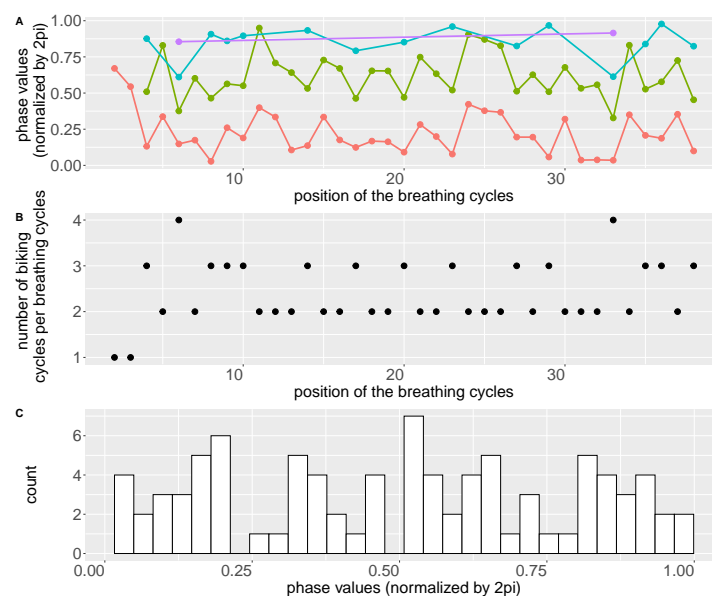 A
1.00
0.75
0.50
0.25
0.00
phase values
(normalized by 2pi)
10 20 30
position of the breathing cycles
B
4
3
2
1
number of biking
cycles per breathing cycles
10 20 30
position of the breathing cycles
C
6
4
2
0
count
0.00 0.25 0.50 0.75 1.00
phase values (normalized by 2pi)